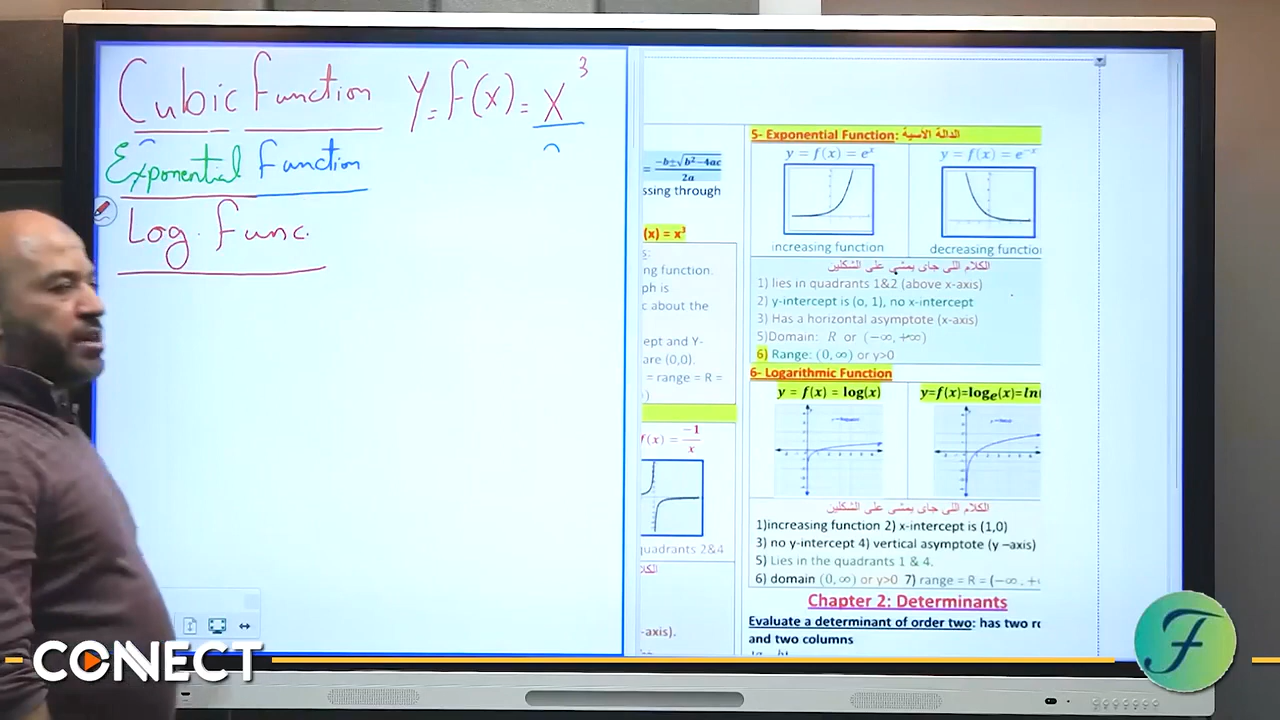 Cubic Function y = f(x) = x³
Exponential Function
Log. Func.
= −b±√b²−4ac / 2a
ssing through
(x) = x³
s:
ng function.
ph is
c about the
ept and Y-
are (0,0).
= range = R =
)
f(x) = −1/x
quadrants 2&4
-axis).
5- Exponential Function: الدالة الأسية
y = f(x) = eˣ
y = f(x) = e⁻ˣ
increasing function
decreasing functio
الكلام اللى جاى يمشى على الشكلين
1) lies in quadrants 1&2 (above x-axis)
2) y-intercept is (o, 1), no x-intercept
3) Has a horizontal asymptote (x-axis)
5)Domain: R or (−∞, +∞)
6) Range: (0, ∞) or y>0
6- Logarithmic Function
y = f(x) = log(x)
y=f(x)=logₑ(x)=ln(
الكلام اللى جاى يمشى على الشكلين
1)increasing function 2) x-intercept is (1,0)
3) no y-intercept 4) vertical asymptote (y –axis)
5) Lies in the quadrants 1 & 4.
6) domain (0, ∞) or y>0 7) range = R = (−∞ , +
Chapter 2: Determinants
Evaluate a determinant of order two: has two ro
and two columns
CONNECT
F